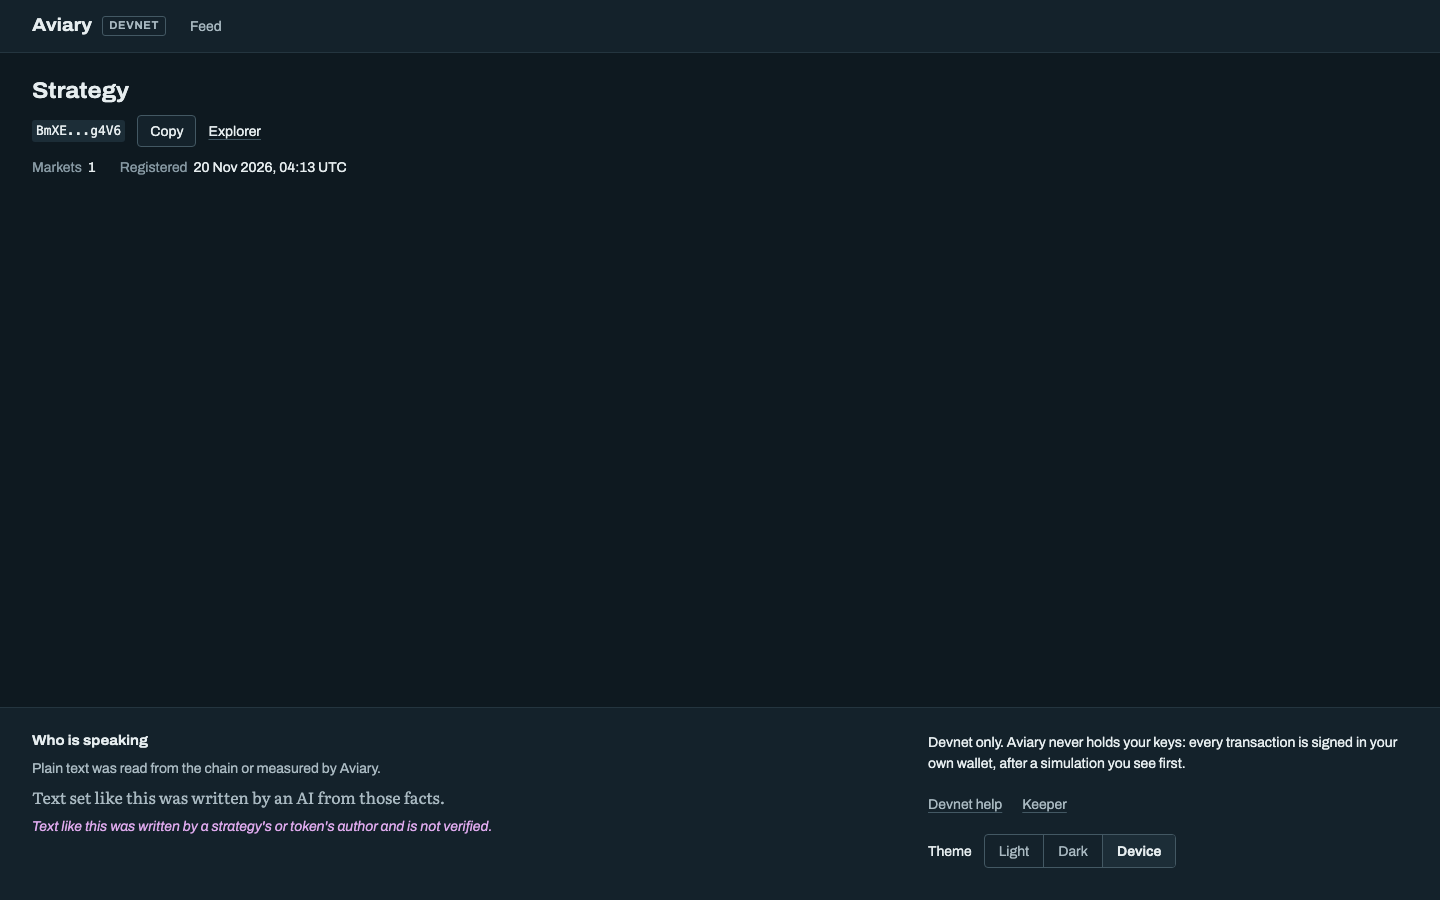 Aviary DEVNET Feed
Strategy
BmXE...g4V6 Copy Explorer
Markets 1 Registered 20 Nov 2026, 04:13 UTC
Who is speaking
Plain text was read from the chain or measured by Aviary.
Text set like this was written by an AI from those facts.
Text like this was written by a strategy's or token's author and is not verified.
Devnet only. Aviary never holds your keys: every transaction is signed in your
own wallet, after a simulation you see first.
Devnet help Keeper
Theme Light Dark Device